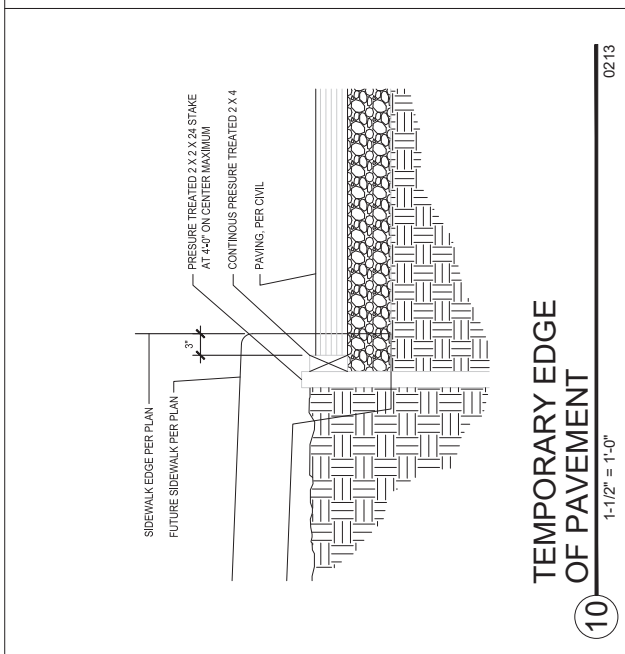 SIDEWALK EDGE PER PLAN
FUTURE SIDEWALK PER PLAN
3"
PRESURE TREATED 2 X 2 X 24 STAKE
AT 4'-0" ON CENTER MAXIMUM
CONTINOUS PRESURE TREATED 2 X 4
PAVING, PER CIVIL
10
TEMPORARY EDGE
OF PAVEMENT
1-1/2" = 1'-0"
0213